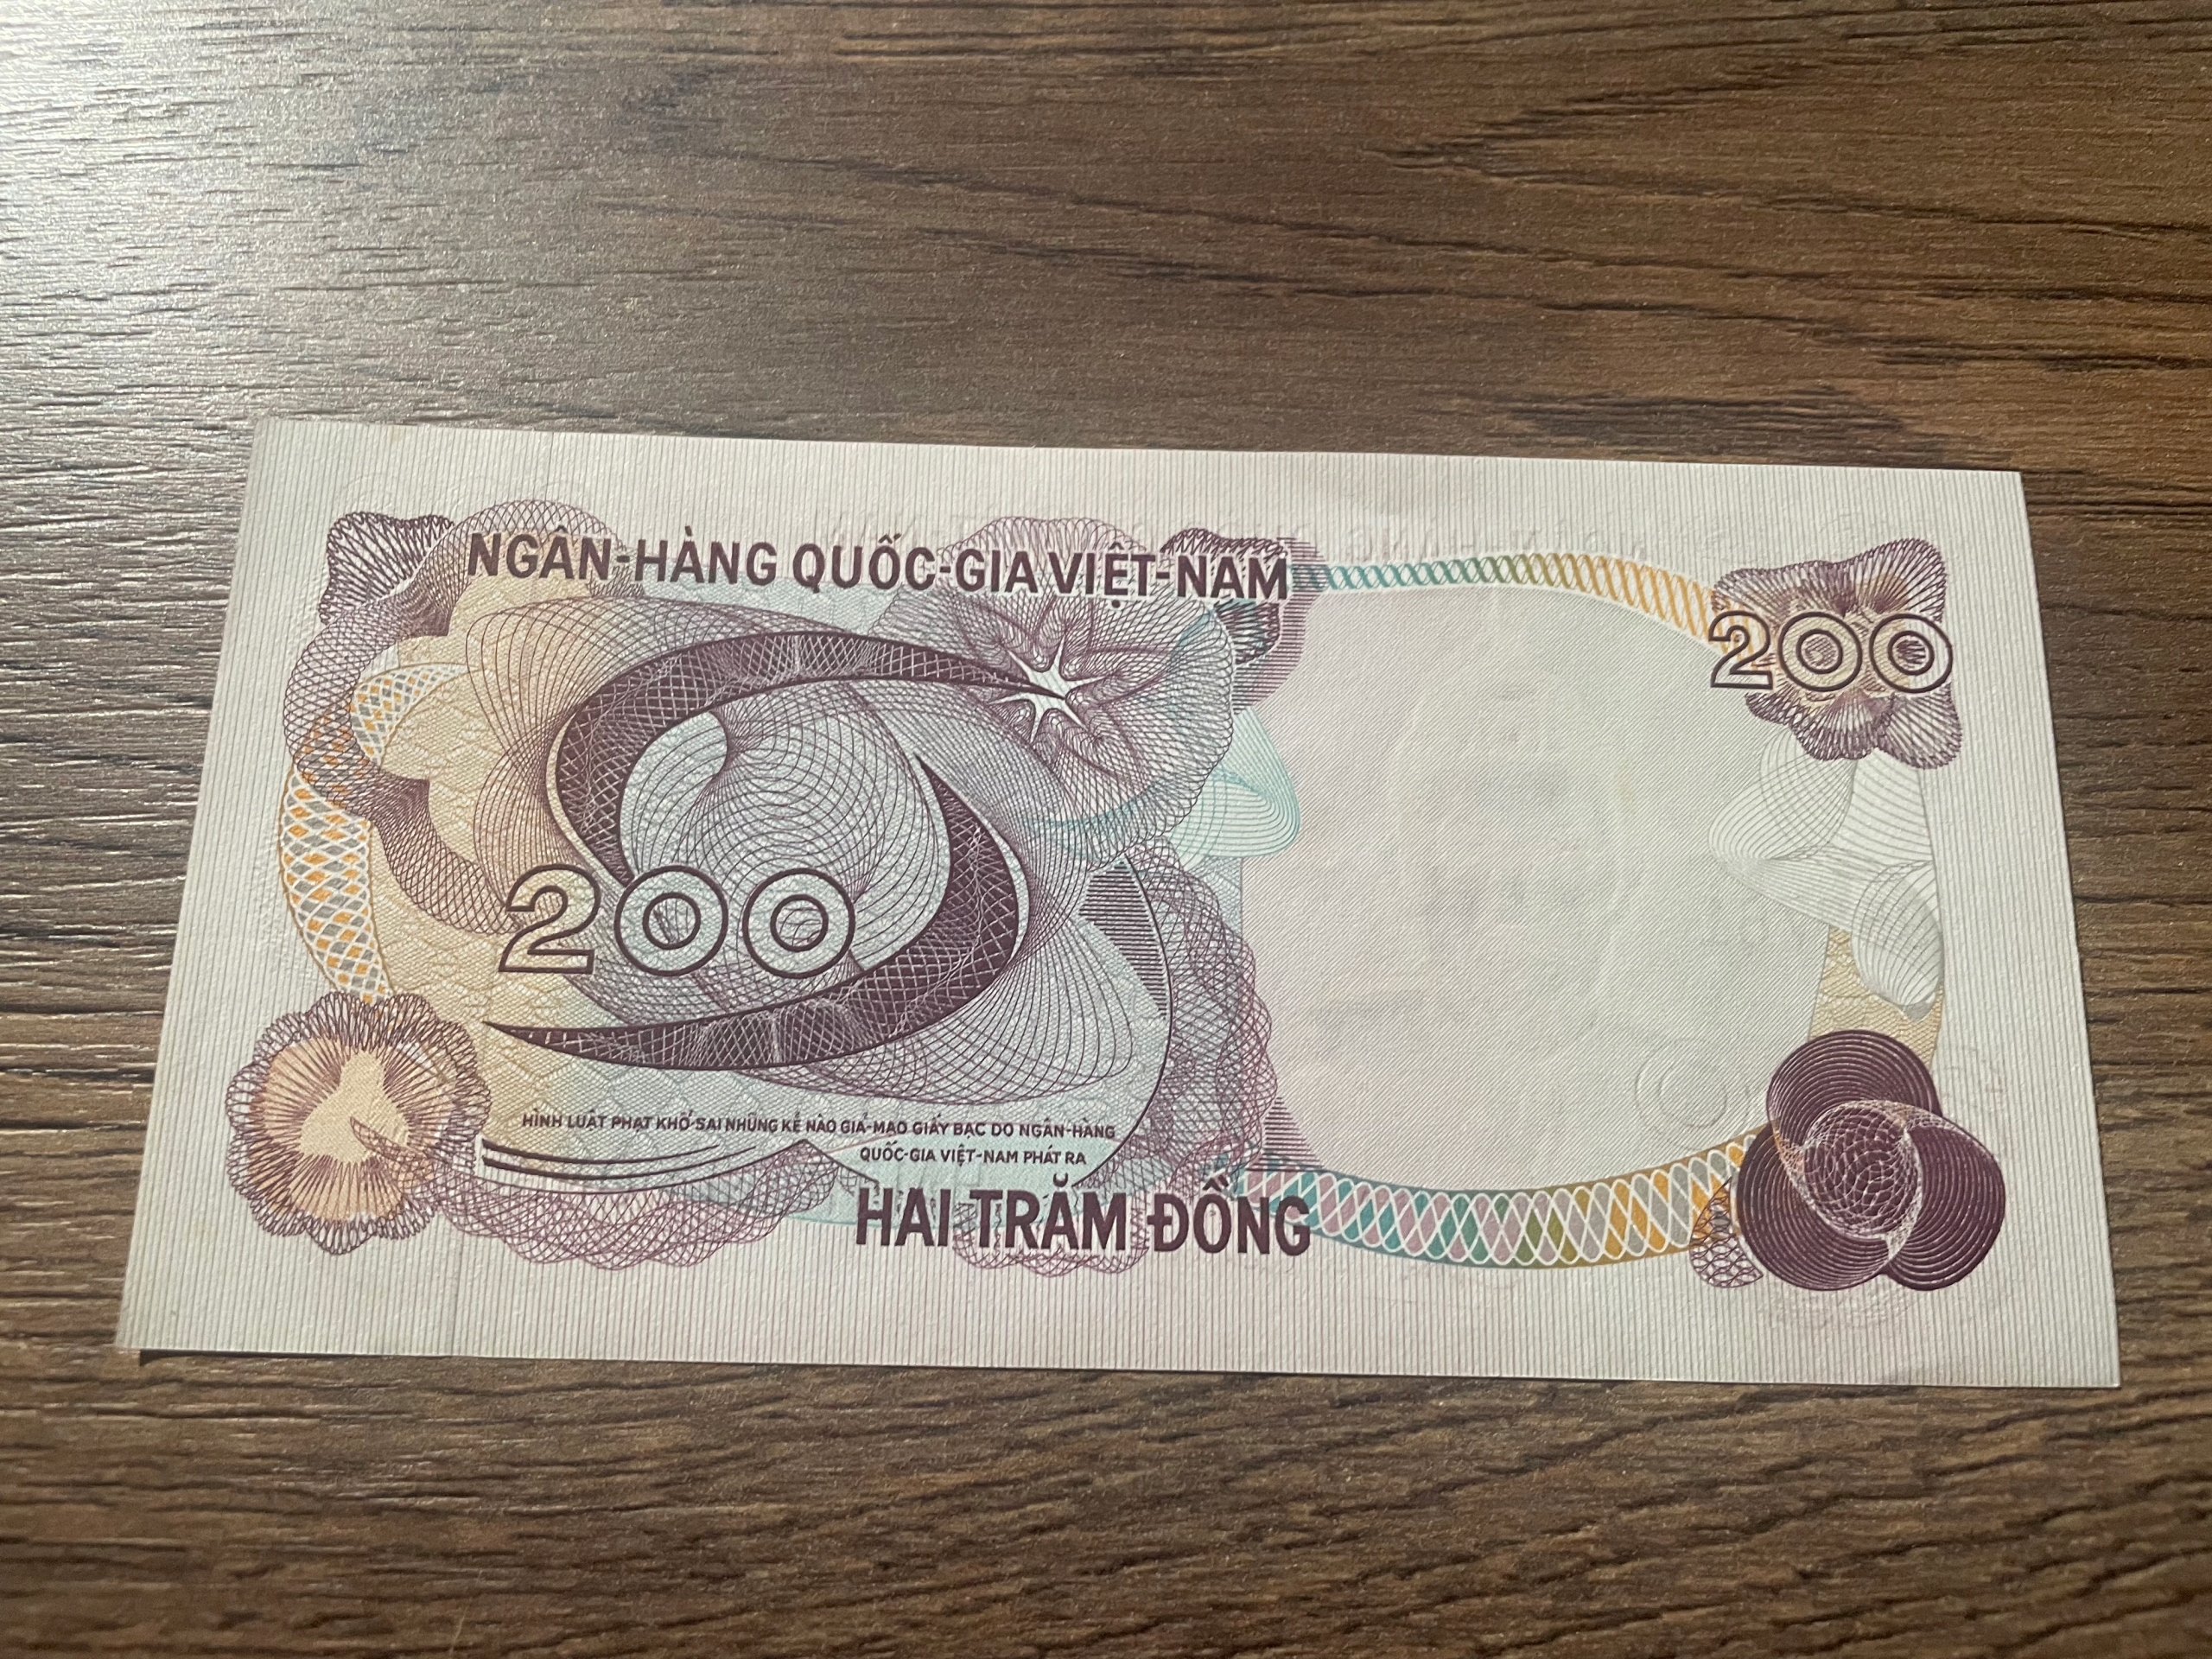 NGÂN-HÀNG QUỐC-GIA VIỆT-NAM
200
200
HÌNH LUẬT PHẠT KHỔ-SAI NHỮNG KẺ NÀO GIẢ-MẠO GIẤY BẠC DO NGÂN-HÀNG
QUỐC-GIA VIỆT-NAM PHÁT RA
HAI TRĂM ĐỒNG